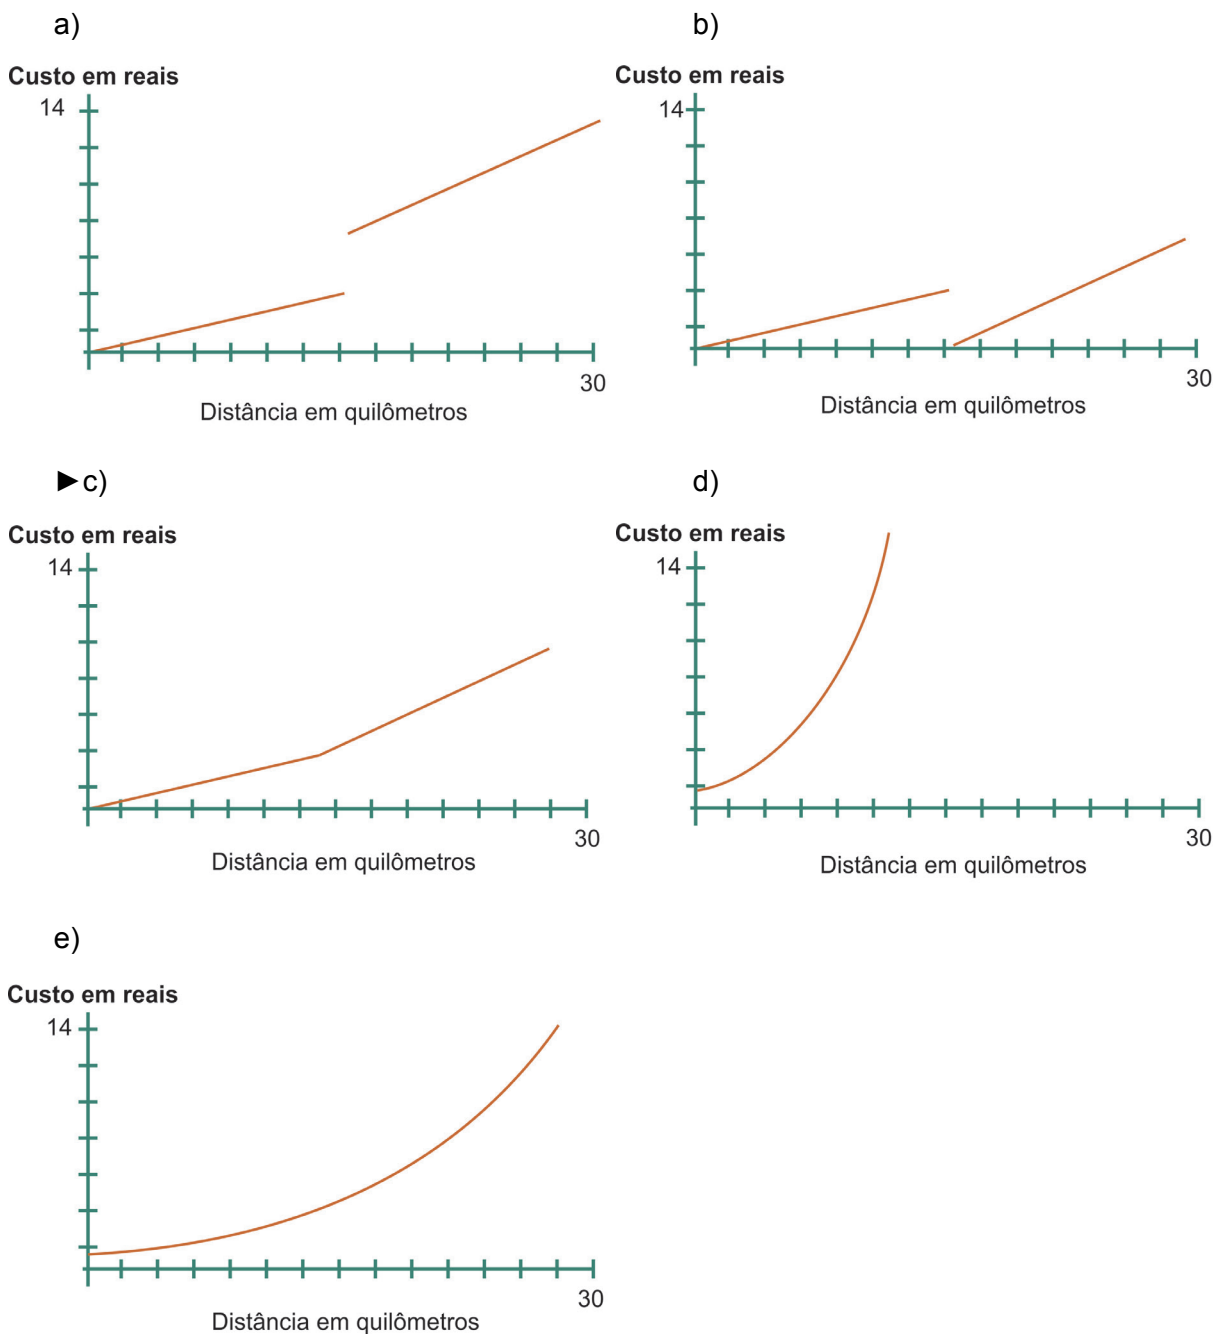 a)
Custo em reais
14
30
Distância em quilômetros
b)
Custo em reais
14
30
Distância em quilômetros
►c)
Custo em reais
14
30
Distância em quilômetros
d)
Custo em reais
14
30
Distância em quilômetros
e)
Custo em reais
14
30
Distância em quilômetros